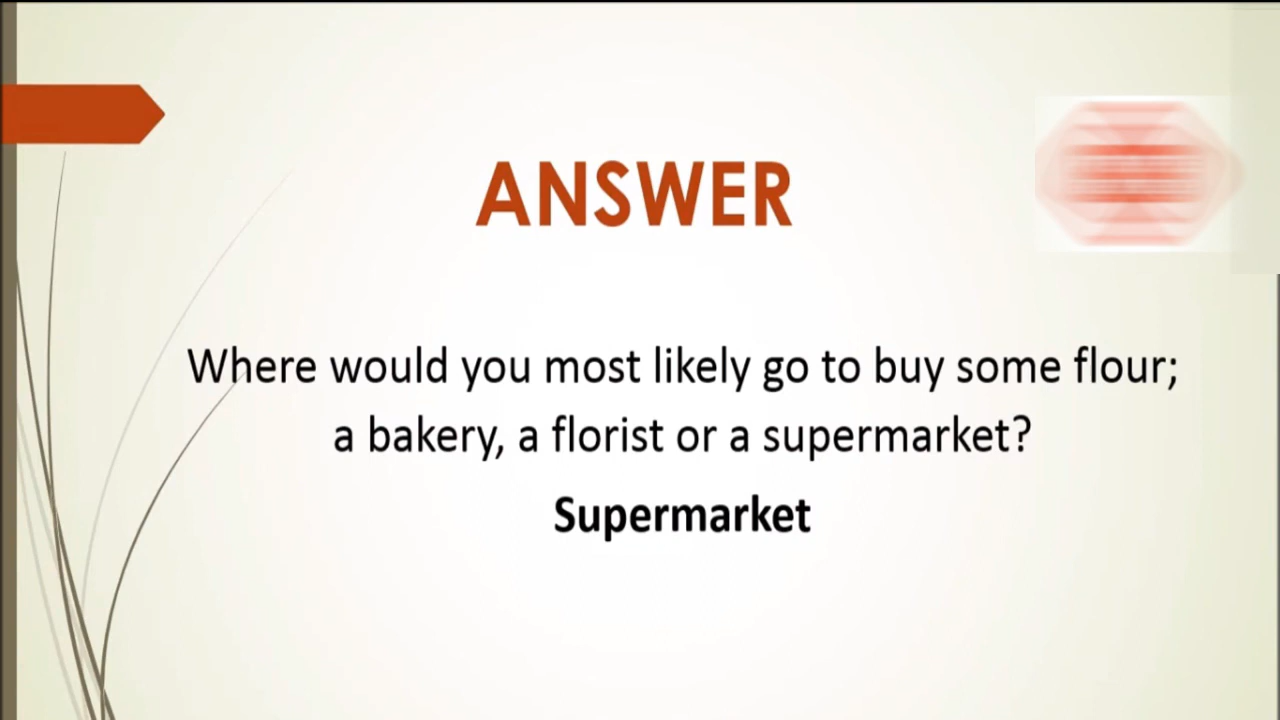 ANSWER
Where would you most likely go to buy some flour;
a bakery, a florist or a supermarket?
Supermarket